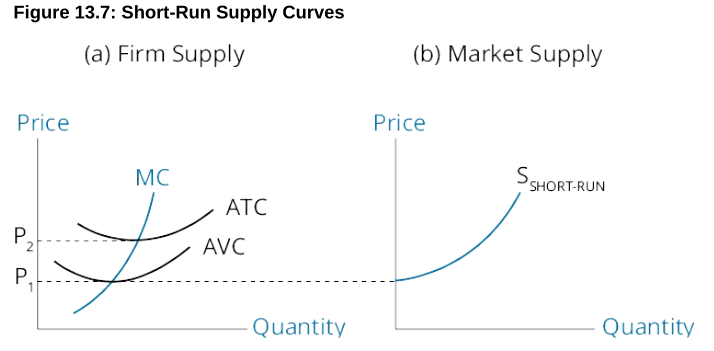 Figure 13.7: Short-Run Supply Curves
(a) Firm Supply
(b) Market Supply
Price
MC
ATC
AVC
P2
P1
Quantity
Price
SSHORT-RUN
Quantity